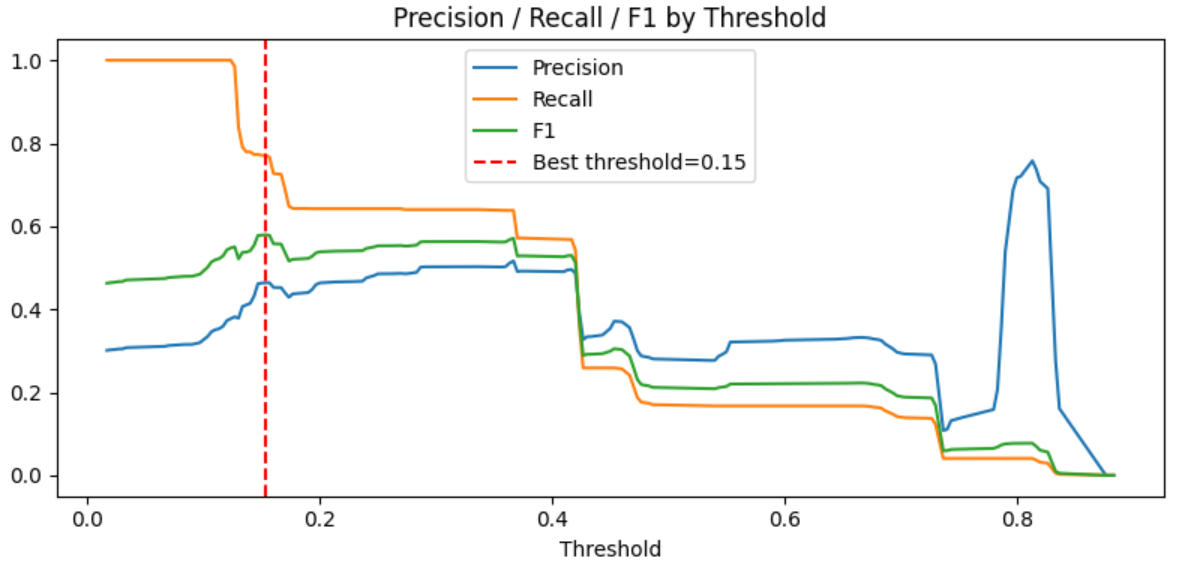 Precision / Recall / F1 by Threshold
1.0
0.8
0.6
0.4
0.2
0.0
Precision
Recall
F1
Best threshold=0.15
0.0 0.2 0.4 0.6 0.8
Threshold